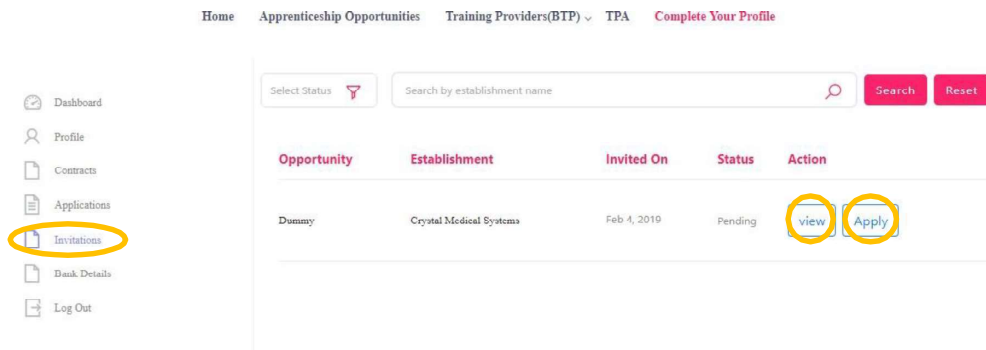 Home Apprenticeship Opportunities Training Providers(BTP) TPA Complete Your Profile
Dashboard
Profile
Contracts
Applications
Invitations
Bank Details
Log Out
Select Status Search by establishment name Search Reset
Opportunity Establishment Invited On Status Action
Dummy Crystal Medical Systems Feb 4, 2019 Pending view Apply